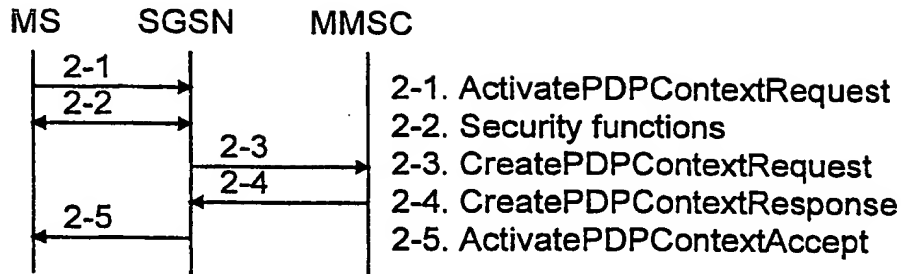 MS SGSN MMSC
2-1
2-2
2-3
2-4
2-5
2-1. ActivatePDPContextRequest
2-2. Security functions
2-3. CreatePDPContextRequest
2-4. CreatePDPContextResponse
2-5. ActivatePDPContextAccept